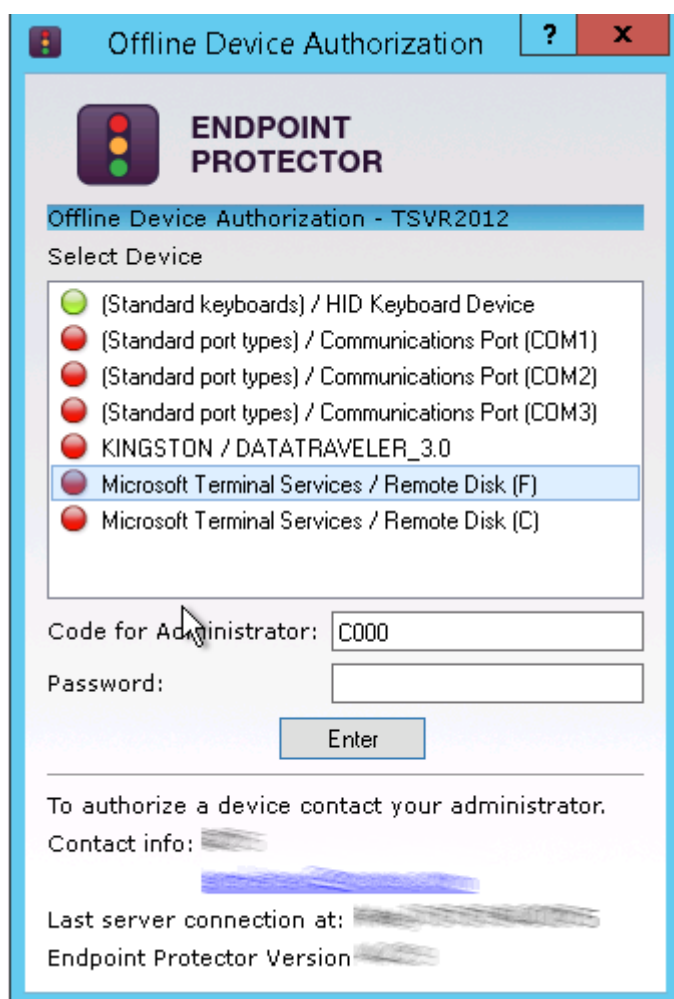 Offline Device Authorization ? x
ENDPOINT
PROTECTOR
Offline Device Authorization - TSVR2012
Select Device
(Standard keyboards) / HID Keyboard Device
(Standard port types) / Communications Port (COM1)
(Standard port types) / Communications Port (COM2)
(Standard port types) / Communications Port (COM3)
KINGSTON / DATATRAVELER_3.0
Microsoft Terminal Services / Remote Disk (F)
Microsoft Terminal Services / Remote Disk (C)
Code for Administrator: C000
Password:
Enter
To authorize a device contact your administrator.
Contact info:
Last server connection at:
Endpoint Protector Version